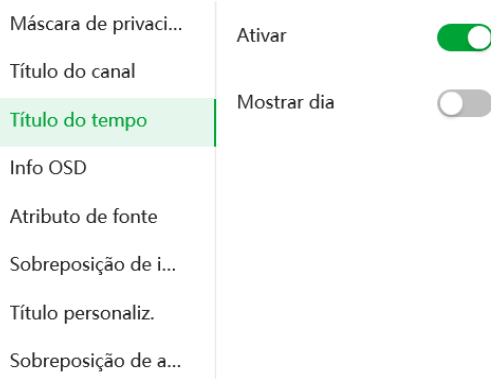 Máscara de privaci...
Título do canal
Título do tempo
Info OSD
Atributo de fonte
Sobreposição de i...
Título personaliz.
Sobreposição de a...
Ativar
Mostrar dia